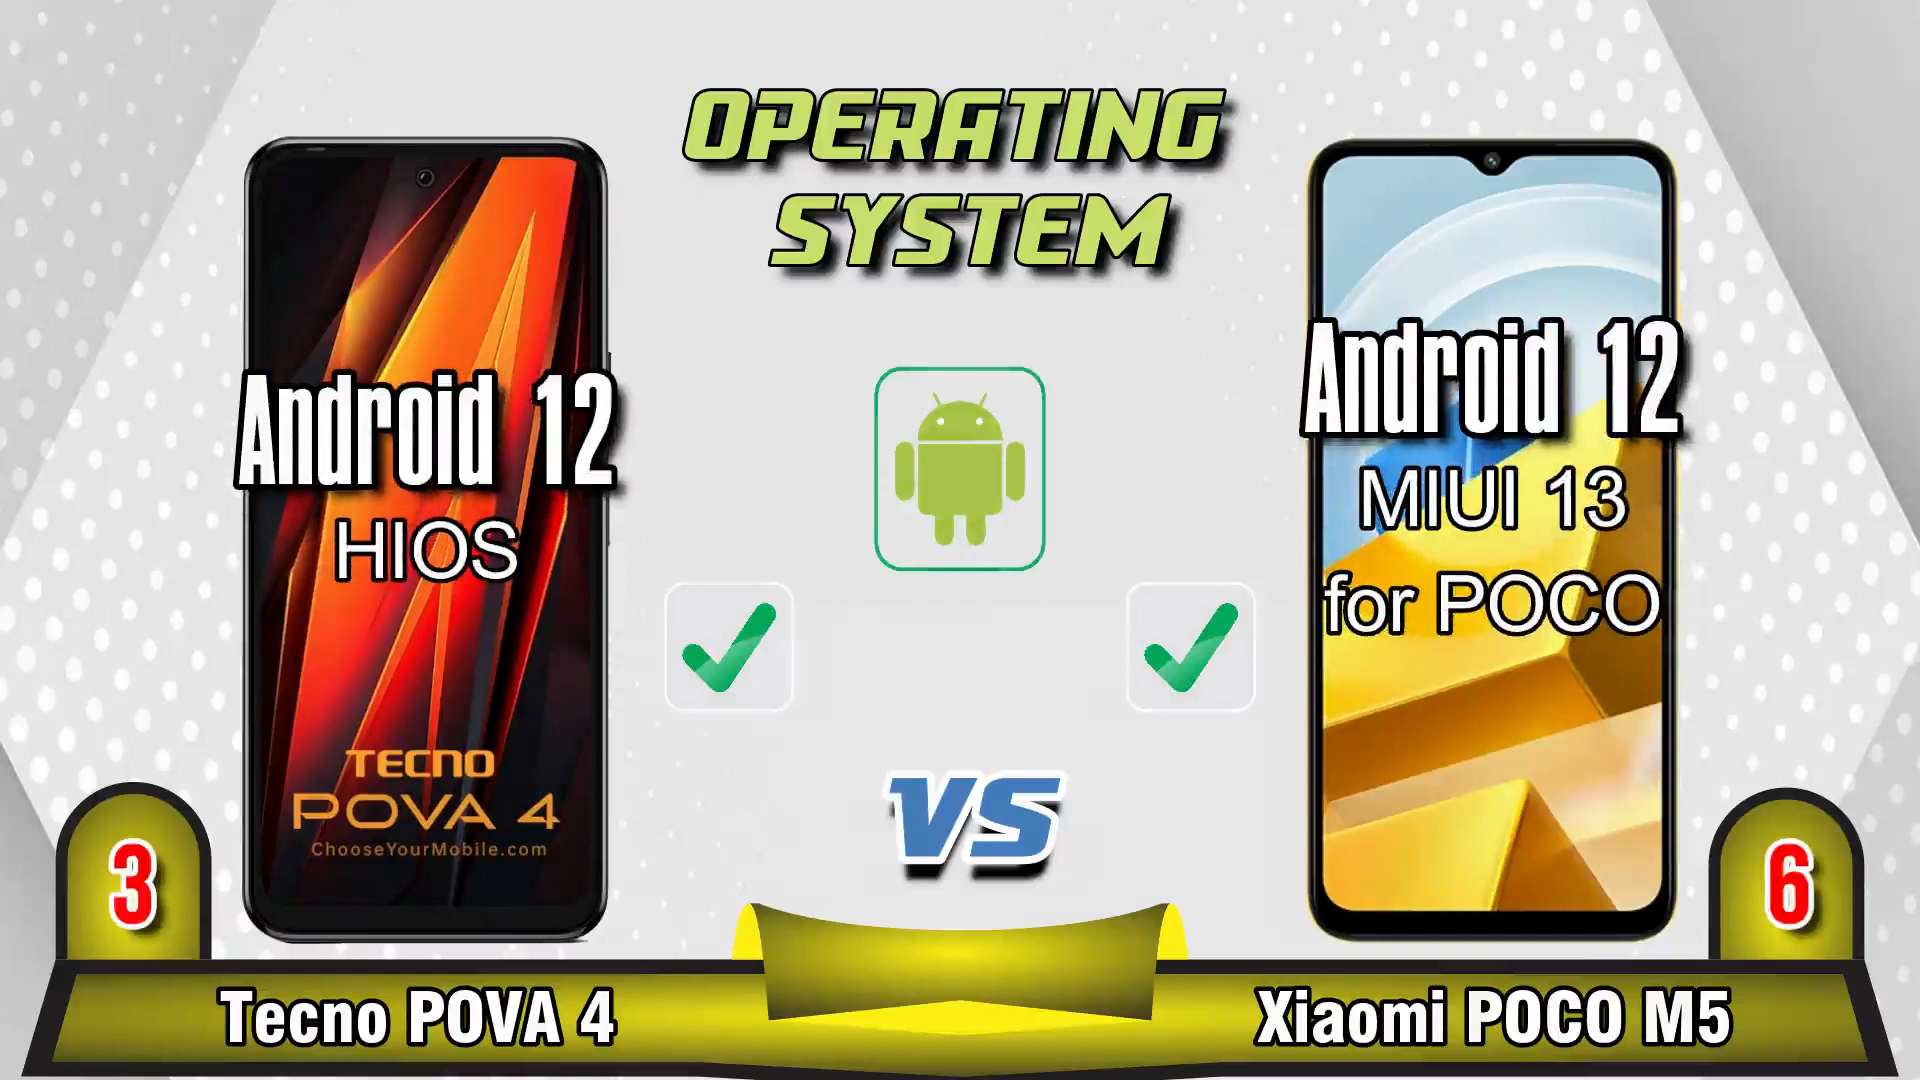 OPERATING
SYSTEM
Android 12
HIOS
TECNO
POVA 4
ChooseYourMobile.com
Android 12
MIUI 13
for POCO
VS
3
6
Tecno POVA 4
Xiaomi POCO M5